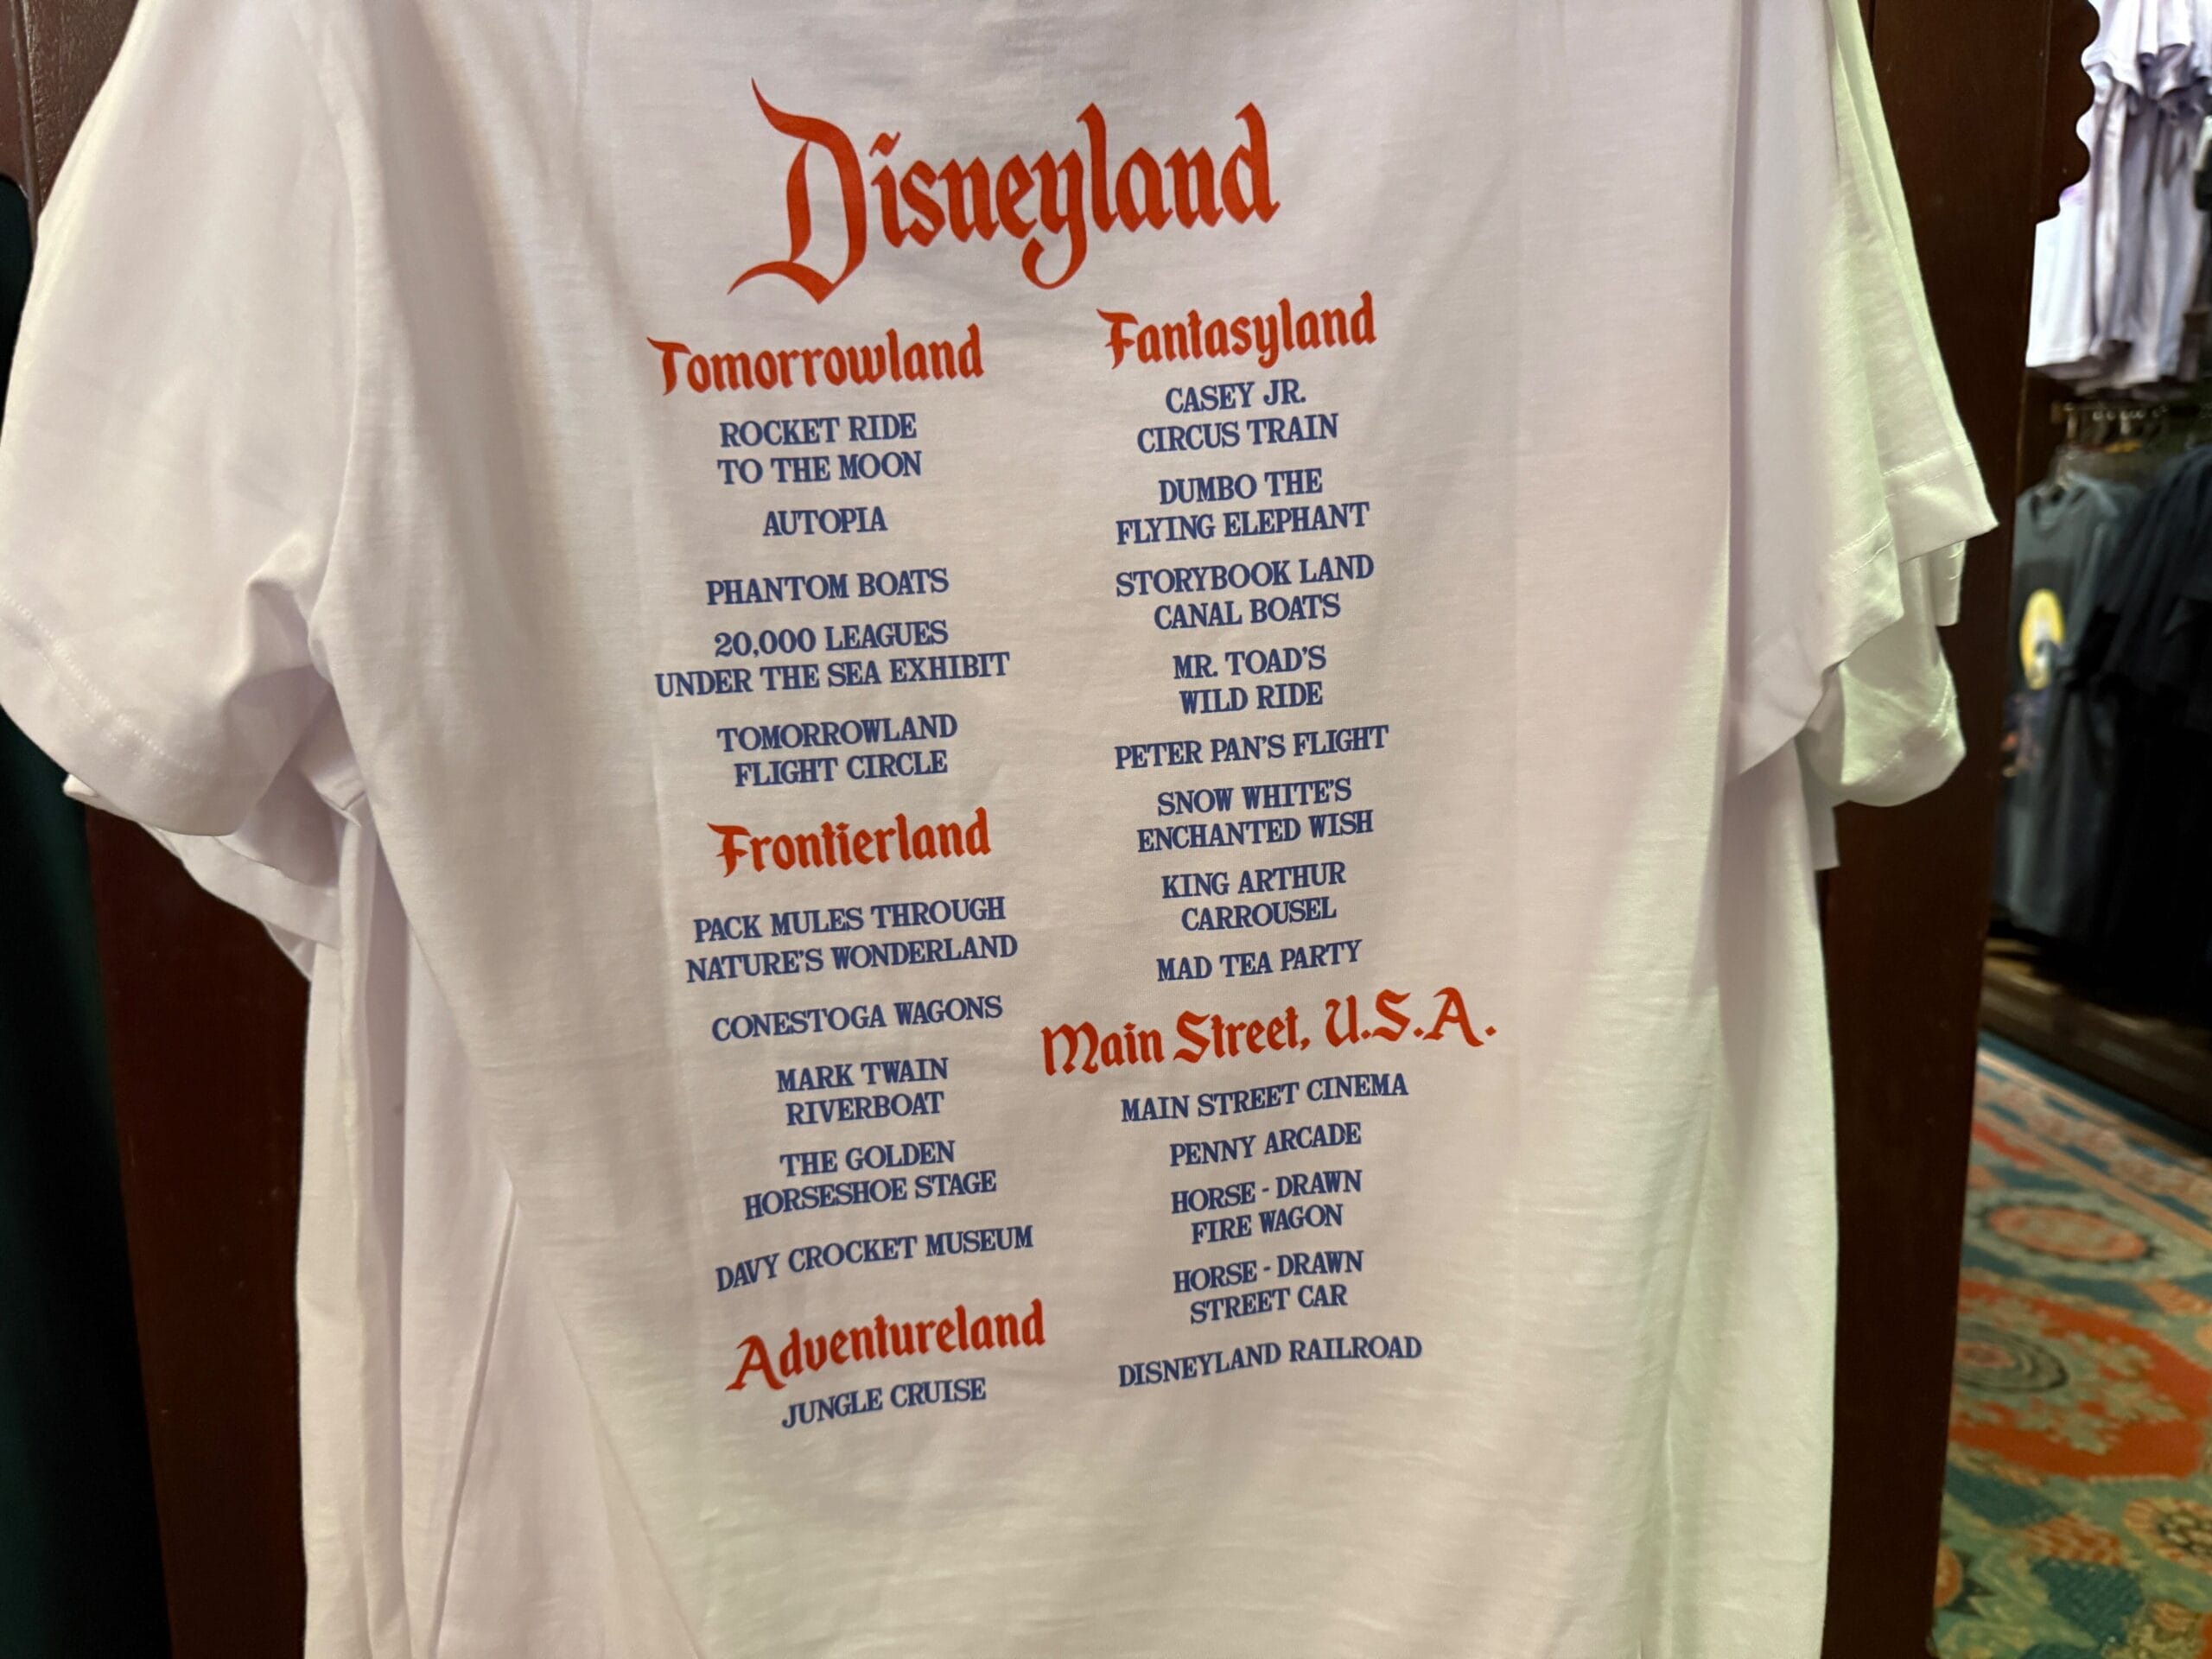 Disneyland
Tomorrowland
ROCKET RIDE
TO THE MOON
AUTOPIA
PHANTOM BOATS
20,000 LEAGUES
UNDER THE SEA EXHIBIT
TOMORROWLAND
FLIGHT CIRCLE
Frontierland
PACK MULES THROUGH
NATURE'S WONDERLAND
CONESTOGA WAGONS
MARK TWAIN
RIVERBOAT
THE GOLDEN
HORSESHOE STAGE
DAVY CROCKET MUSEUM
Adventureland
JUNGLE CRUISE
Fantasyland
CASEY JR.
CIRCUS TRAIN
DUMBO THE
FLYING ELEPHANT
STORYBOOK LAND
CANAL BOATS
MR. TOAD'S
WILD RIDE
PETER PAN'S FLIGHT
SNOW WHITE'S
ENCHANTED WISH
KING ARTHUR
CARROUSEL
MAD TEA PARTY
Main Street, U.S.A.
MAIN STREET CINEMA
PENNY ARCADE
HORSE - DRAWN
FIRE WAGON
HORSE - DRAWN
STREET CAR
DISNEYLAND RAILROAD